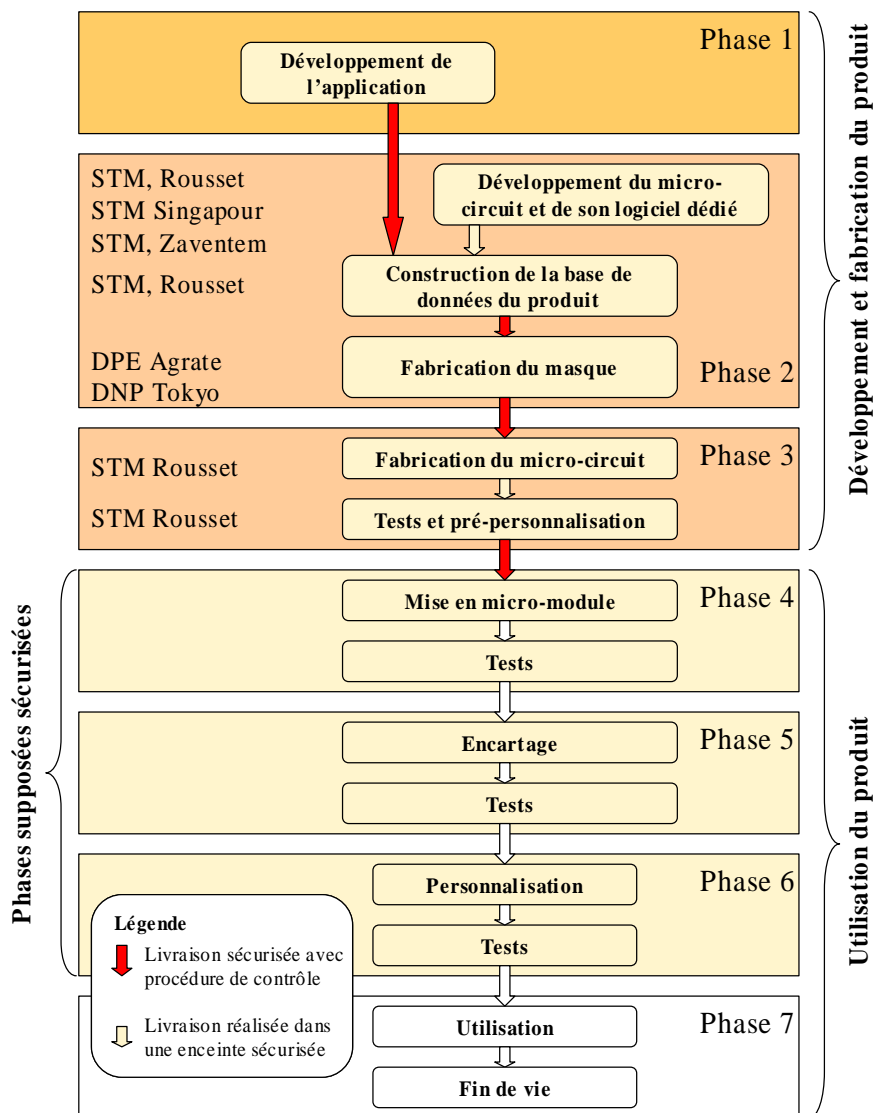 Phase 1
Développement de
l’application
Développement et fabrication du produit
STM, Rousset
STM Singapour
STM, Zaventem
STM, Rousset
Développement du micro-
circuit et de son logiciel dédié
Construction de la base de
données du produit
DPE Agrate
DNP Tokyo
Fabrication du masque
Phase 2
STM Rousset
Fabrication du micro-circuit
Phase 3
STM Rousset
Tests et pré-personnalisation
Phases supposées sécurisées
Mise en micro-module
Phase 4
Tests
Encartage
Phase 5
Tests
Utilisation du produit
Personnalisation
Phase 6
Tests
Légende
Livraison sécurisée avec
procédure de contrôle
Livraison réalisée dans
une enceinte sécurisée
Utilisation
Phase 7
Fin de vie